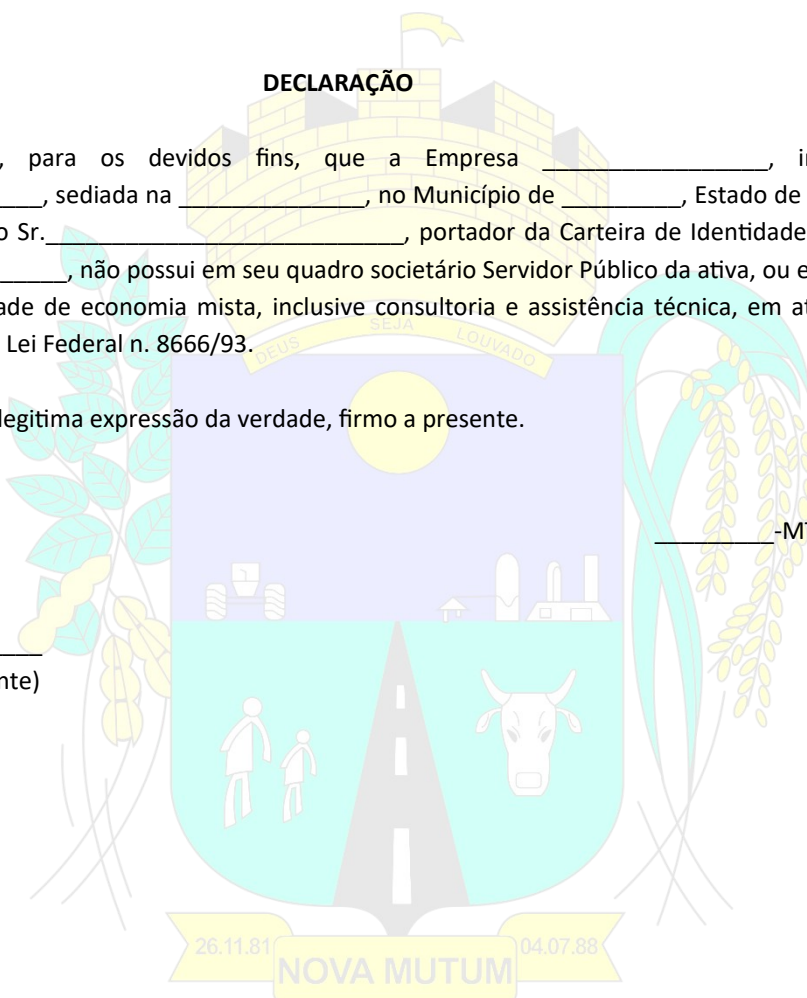 DECLARAÇÃO
, para os devidos fins, que a Empresa _________________, in
____, sediada na ______________, no Município de _________, Estado de
o Sr.___________________________, portador da Carteira de Identidade
_____, não possui em seu quadro societário Servidor Público da ativa, ou e
ade de economia mista, inclusive consultoria e assistência técnica, em at
Lei Federal n. 8666/93.
DEUS SEJA LOUVADO
legitima expressão da verdade, firmo a presente.
_________-MT
____
nte)
26.11.81 NOVA MUTUM 04.07.88